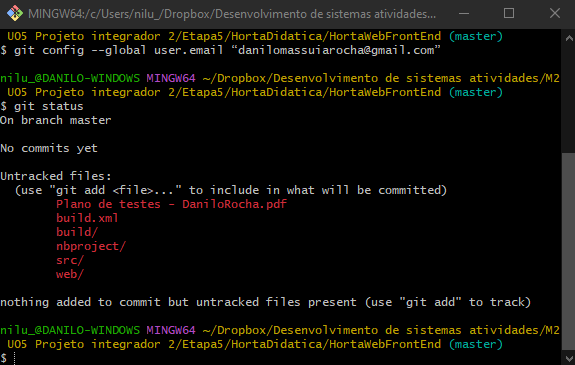 MINGW64:/c/Users/nilu_/Dropbox/Desenvolvimento de sistemas atividades...
UO5 Projeto integrador 2/Etapa5/HortaDidatica/HortaWebFrontEnd (master)
$ git config --global user.email “danilomassuiarocha@gmail.com”
nilu_@DANILO-WINDOWS MINGW64 ~/Dropbox/Desenvolvimento de sistemas atividades/M2
UO5 Projeto integrador 2/Etapa5/HortaDidatica/HortaWebFrontEnd (master)
$ git status
On branch master
No commits yet
Untracked files:
(use "git add <file>..." to include in what will be committed)
Plano de testes - DaniloRocha.pdf
build.xml
build/
nbproject/
src/
web/
nothing added to commit but untracked files present (use "git add" to track)
nilu_@DANILO-WINDOWS MINGW64 ~/Dropbox/Desenvolvimento de sistemas atividades/M2
UO5 Projeto integrador 2/Etapa5/HortaDidatica/HortaWebFrontEnd (master)
$